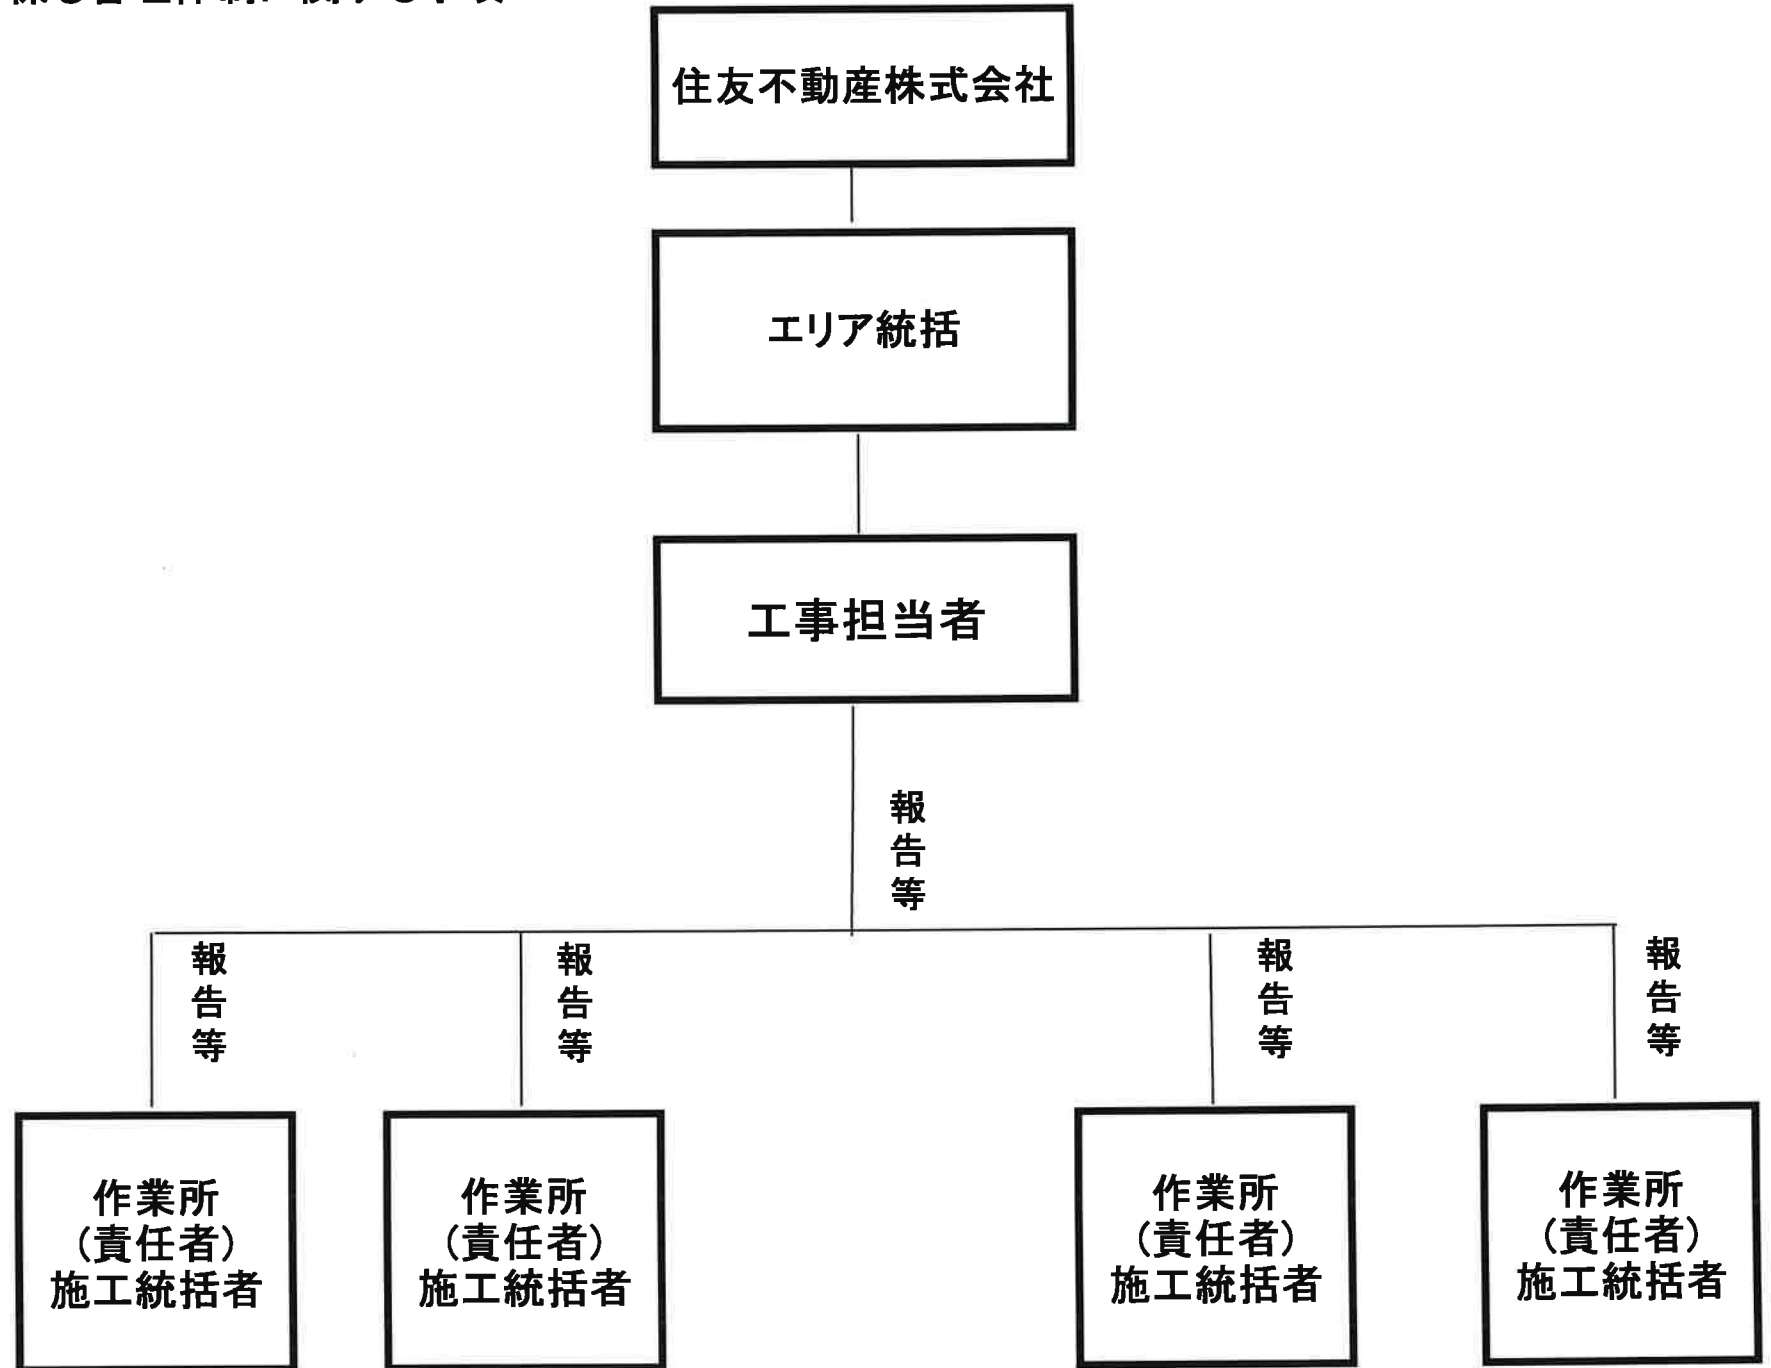 住友不動産株式会社
エリア統括
工事担当者
報告等
報告等
報告等
報告等
報告等
作業所
(責任者)
施工統括者
作業所
(責任者)
施工統括者
作業所
(責任者)
施工統括者
作業所
(責任者)
施工統括者